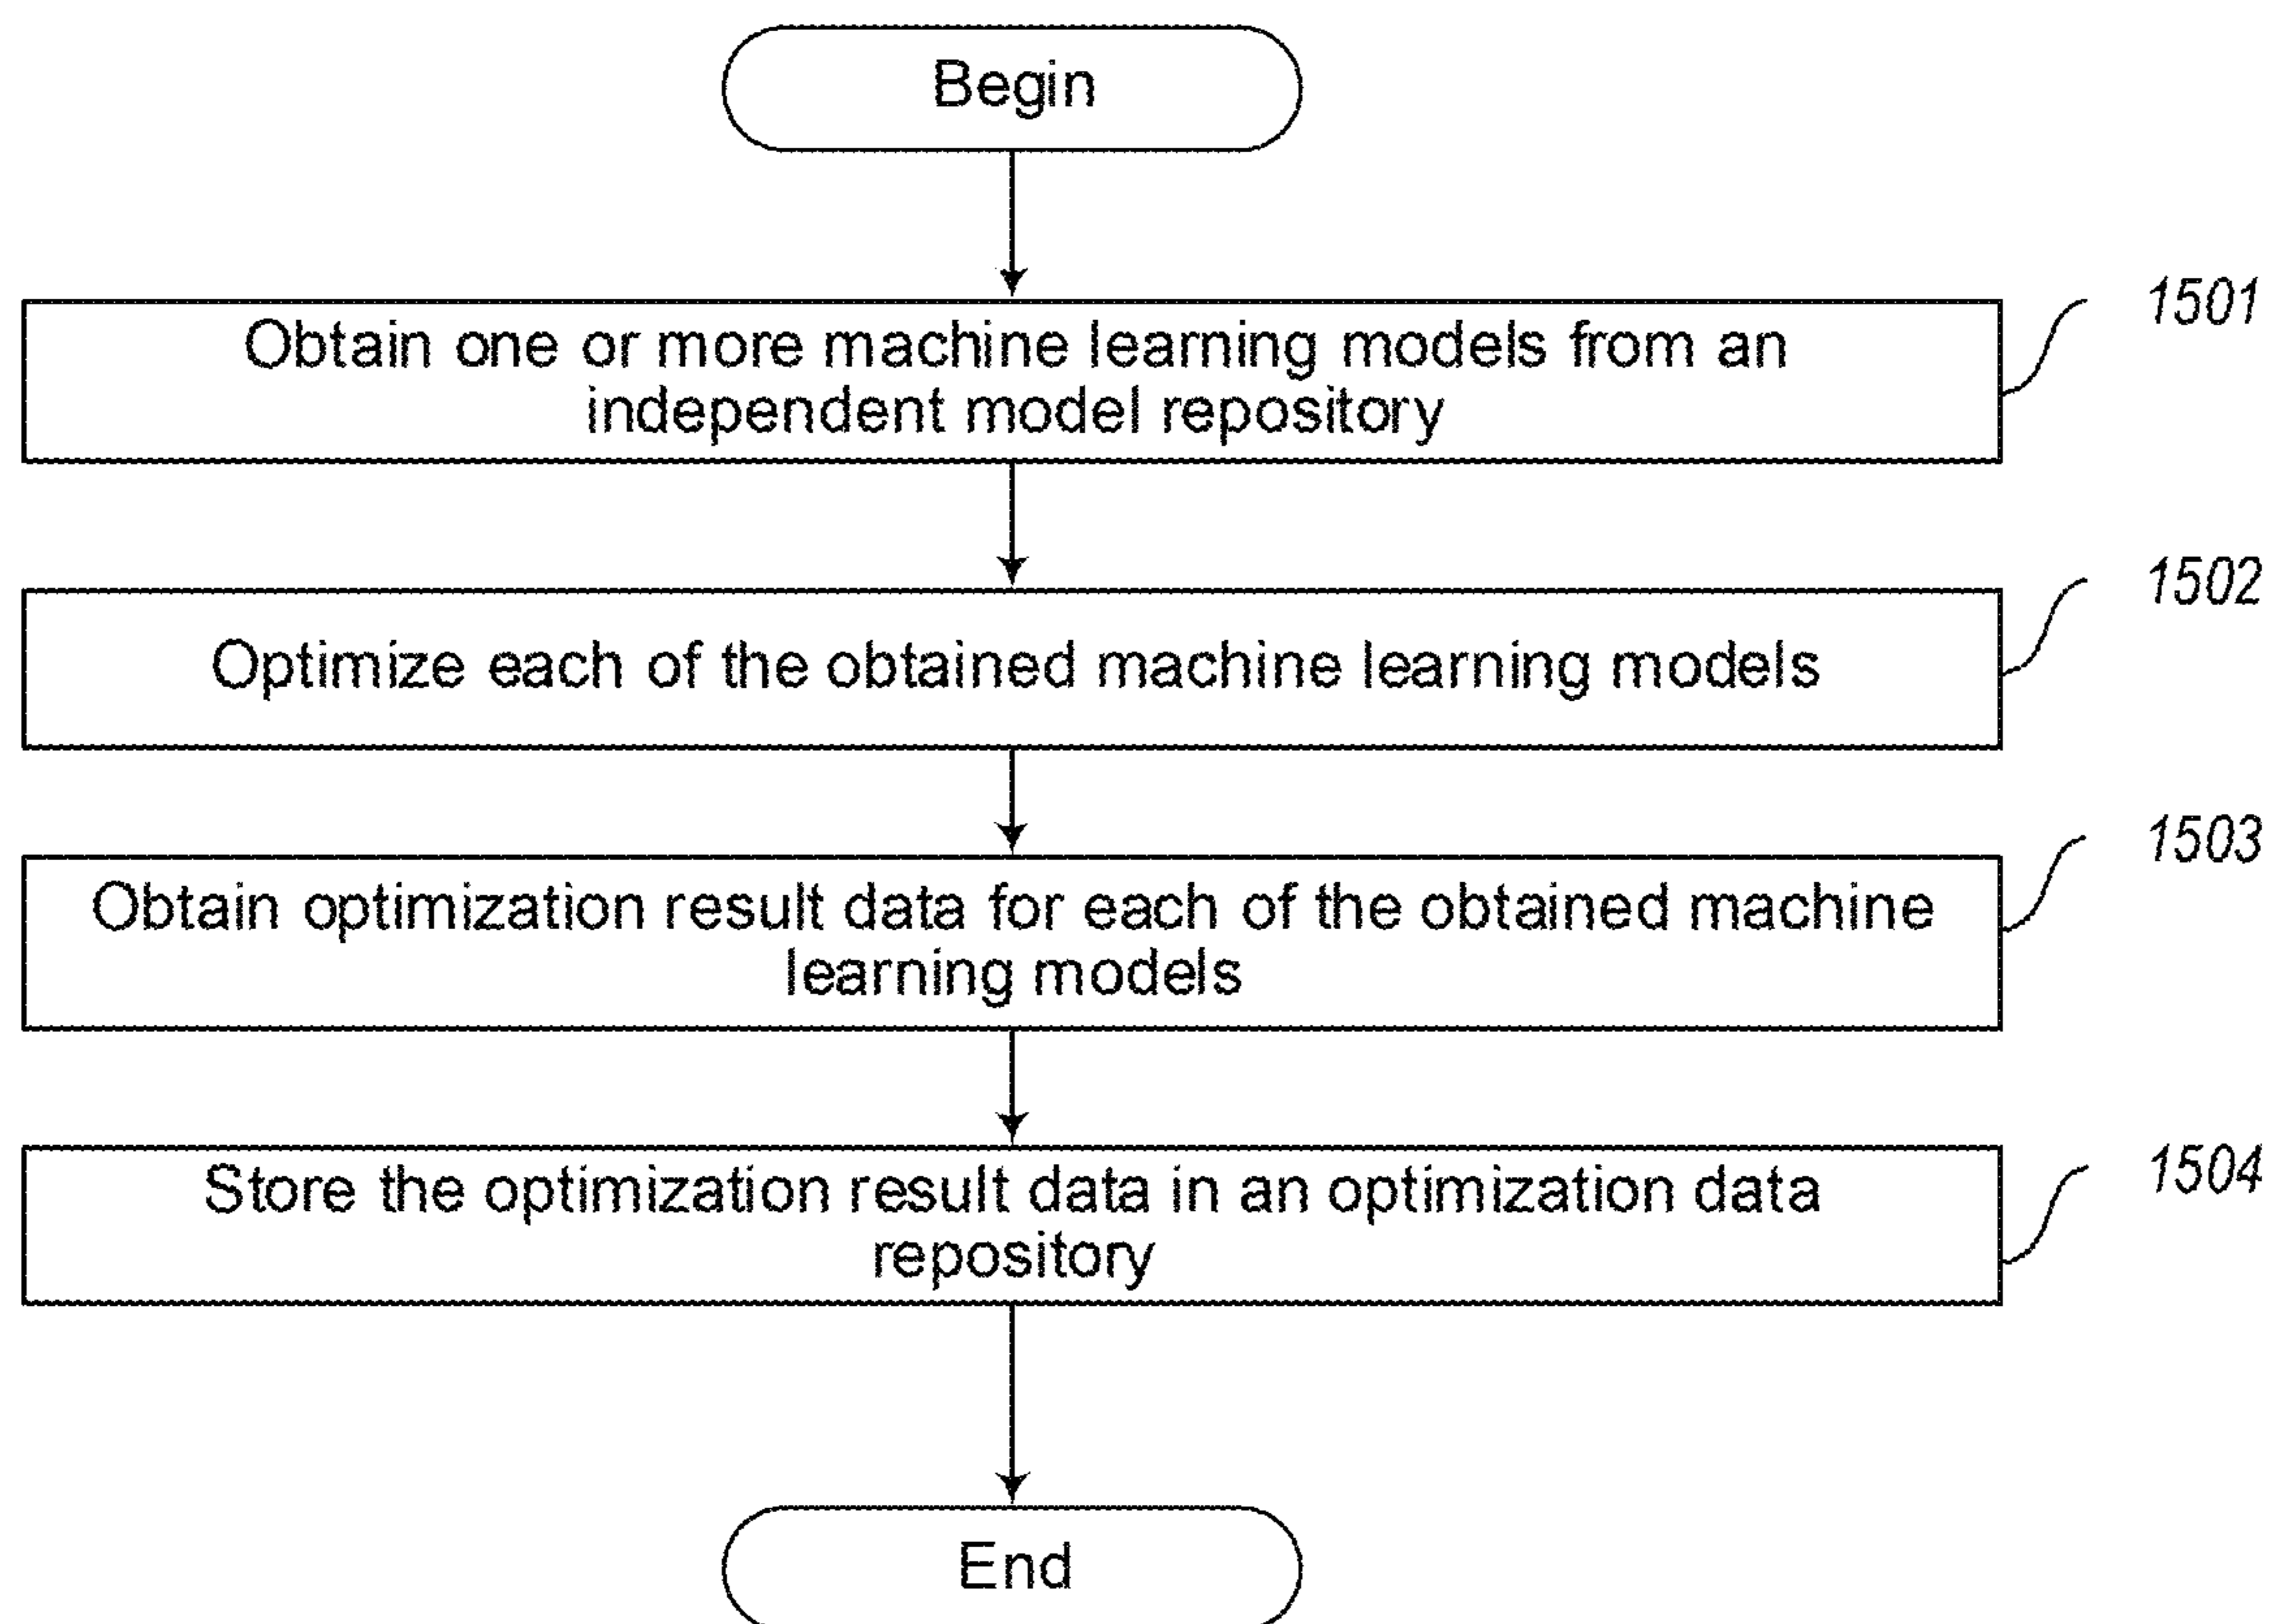 Begin
Obtain one or more machine learning models from an
independent model repository
1501
Optimize each of the obtained machine learning models
1502
Obtain optimization result data for each of the obtained machine
learning models
1503
Store the optimization result data in an optimization data
repository
1504
End